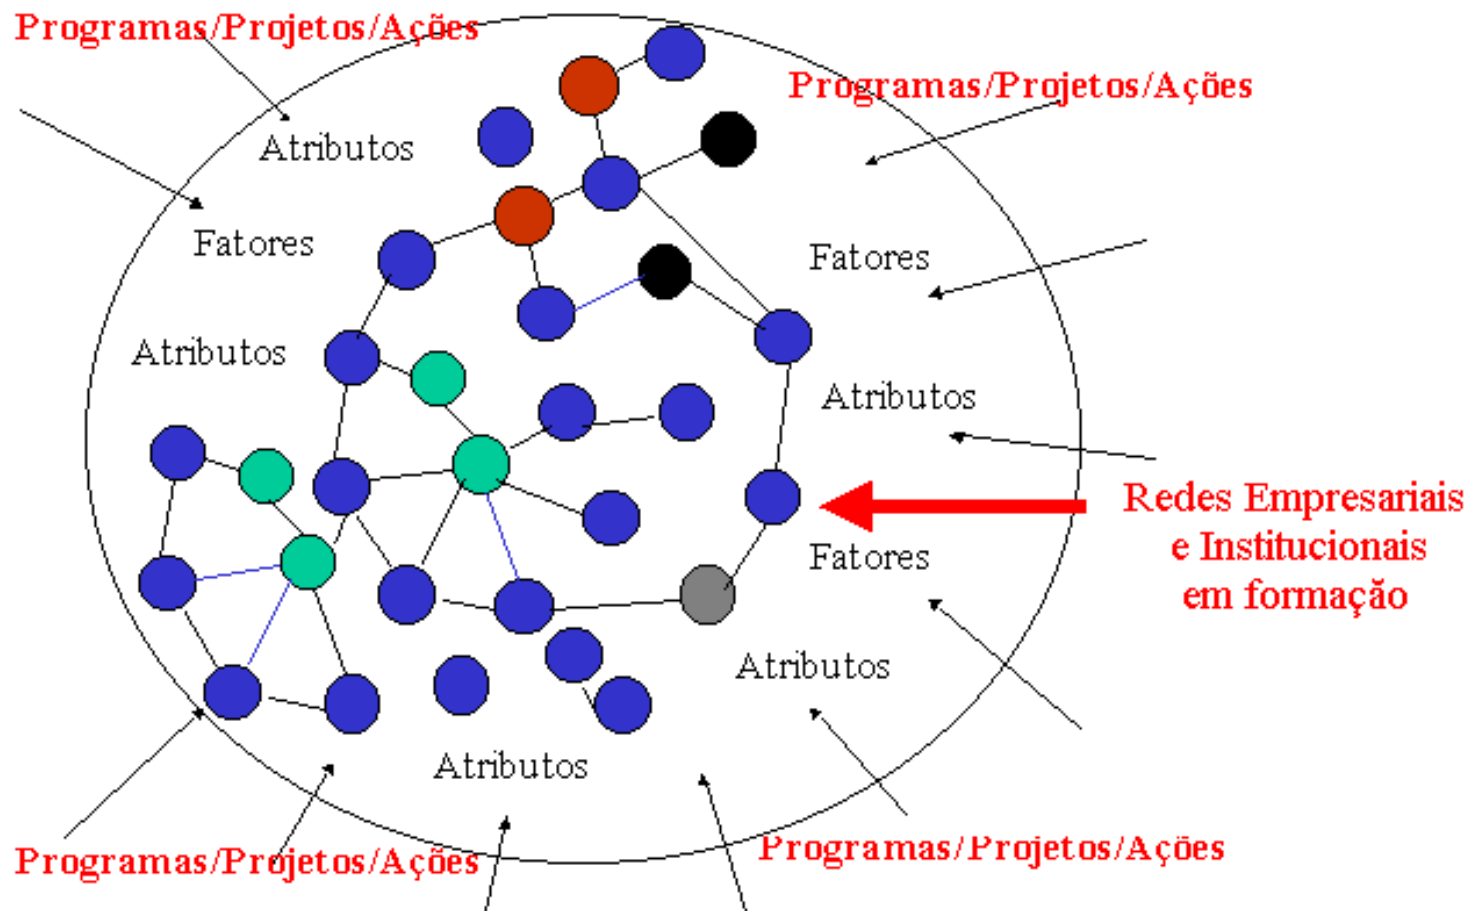 Programas/Projetos/Ações
Programas/Projetos/Ações
Atributos
Fatores
Fatores
Atributos
Atributos
Redes Empresariais
e Institucionais
em formação
Fatores
Atributos
Atributos
Programas/Projetos/Ações
Programas/Projetos/Ações